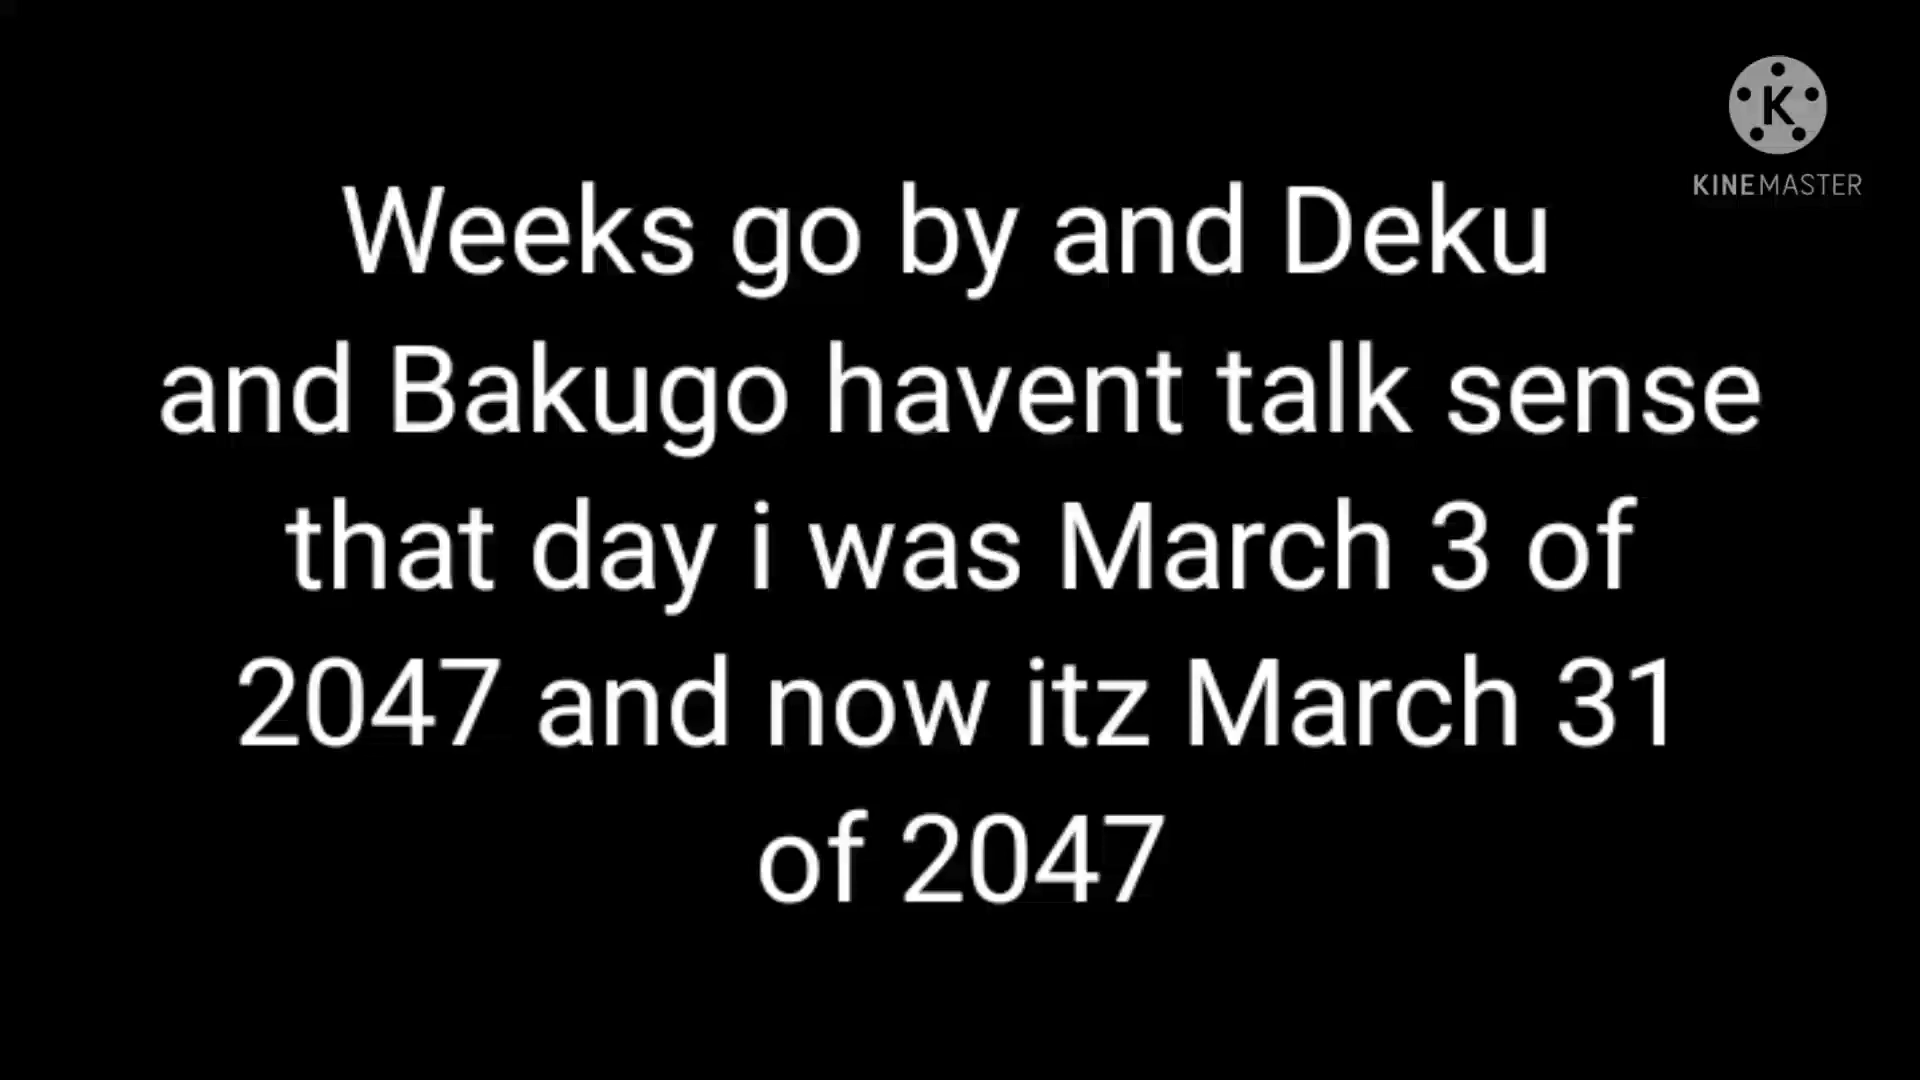 K
KINEMASTER
Weeks go by and Deku
and Bakugo havent talk sense
that day i was March 3 of
2047 and now itz March 31
of 2047